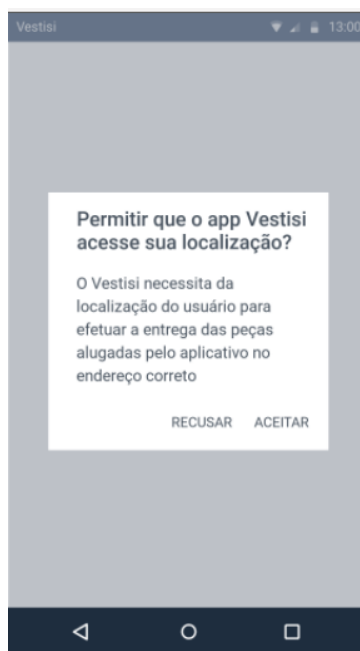 Vestisi 13:00
Permitir que o app Vestisi
acesse sua localização?
O Vestisi necessita da
localização do usuário para
efetuar a entrega das peças
alugadas pelo aplicativo no
endereço correto
RECUSAR ACEITAR